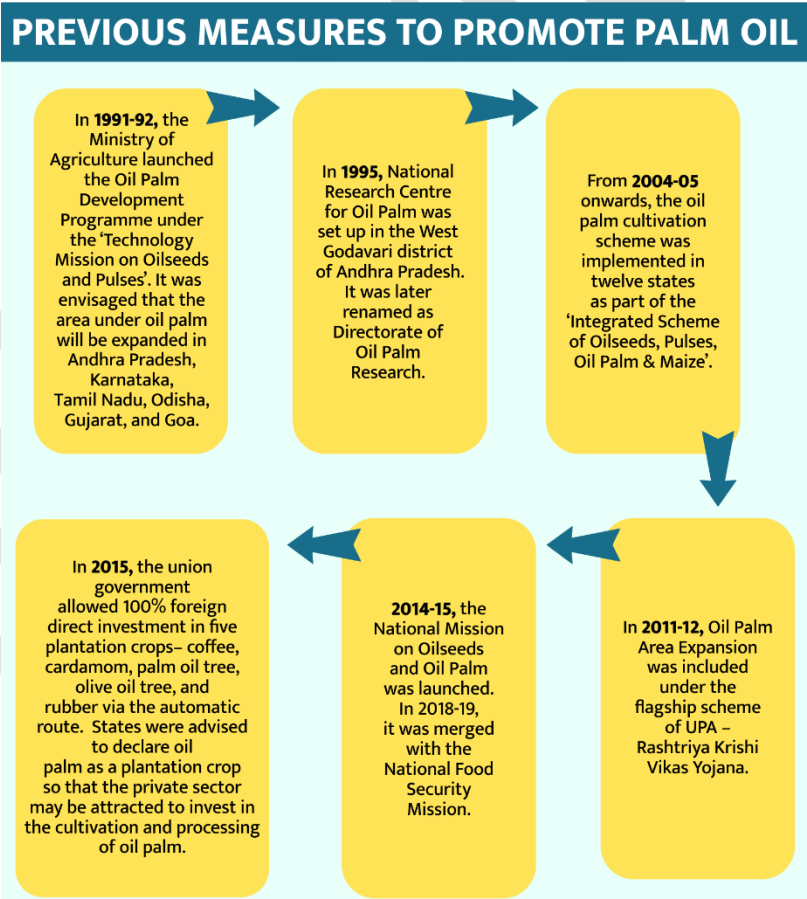 PREVIOUS MEASURES TO PROMOTE PALM OIL
In 1991-92, the
Ministry of
Agriculture launched
the Oil Palm
Development
Programme under
the ‘Technology
Mission on Oilseeds
and Pulses’. It was
envisaged that the
area under oil palm
will be expanded in
Andhra Pradesh,
Karnataka,
Tamil Nadu, Odisha,
Gujarat, and Goa.
In 1995, National
Research Centre
for Oil Palm was
set up in the West
Godavari district
of Andhra Pradesh.
It was later
renamed as
Directorate of
Oil Palm
Research.
From 2004-05
onwards, the oil
palm cultivation
scheme was
implemented in
twelve states
as part of the
‘Integrated Scheme
of Oilseeds, Pulses,
Oil Palm & Maize’.
In 2011-12, Oil Palm
Area Expansion
was included
under the
flagship scheme
of UPA –
Rashtriya Krishi
Vikas Yojana.
2014-15, the
National Mission
on Oilseeds
and Oil Palm
was launched.
In 2018-19,
it was merged
with the
National Food
Security
Mission.
In 2015, the union
government
allowed 100% foreign
direct investment in five
plantation crops– coffee,
cardamom, palm oil tree,
olive oil tree, and
rubber via the automatic
route. States were advised
to declare oil
palm as a plantation crop
so that the private sector
may be attracted to invest in
the cultivation and processing
of oil palm.